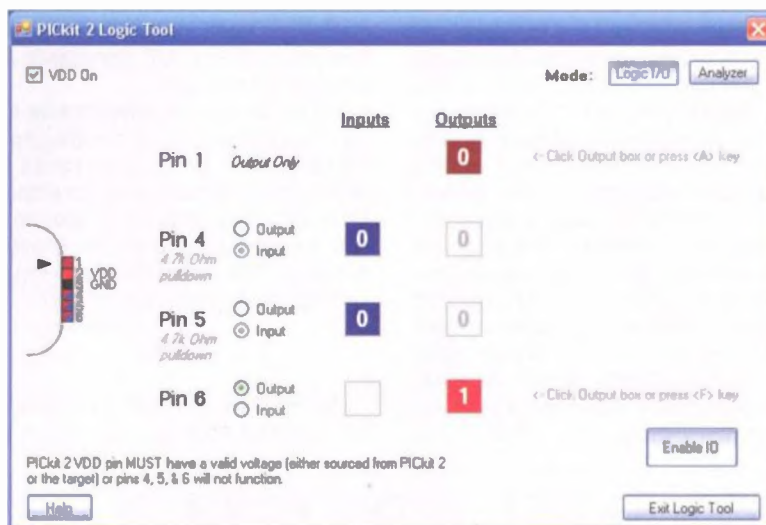 PICkit 2 Logic Tool
VDD On
Mode: Logic I/O Analyzer
Inputs Outputs
Pin 1 Output Only 0 <-Click Output box or press <A> key
Pin 4 Output 0 0
4.7k Ohm Input
pulldown
1
VDD
GND
Pin 5 Output 0 0
4.7k Ohm Input
pulldown
Pin 6 Output 1 <-Click Output box or press <F> key
Input
Enable IO
PICkit 2 VDD pin MUST have a valid voltage (either sourced from PICkit 2
or the target) or pins 4, 5, & 6 will not function.
Help Exit Logic Tool